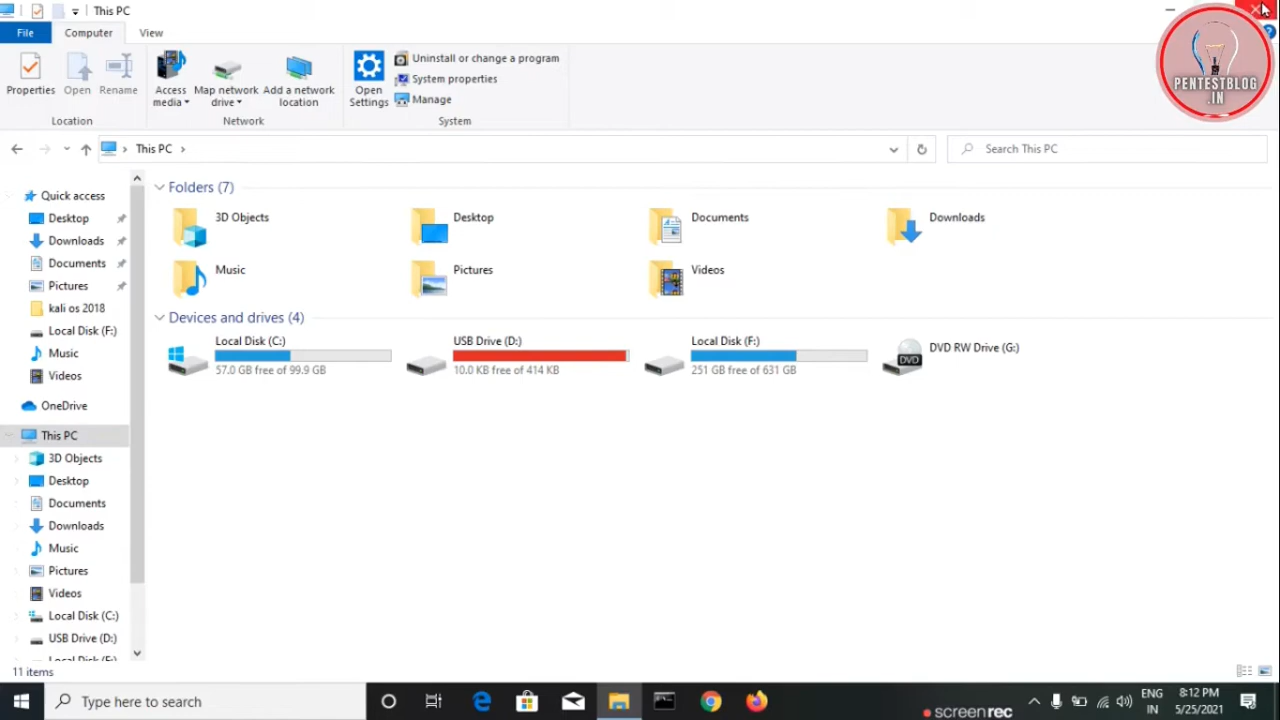 This PC
File Computer View
Properties Open Rename Access media Map network drive Add a network location Open Settings Uninstall or change a program
System properties
Manage
Location Network System
PENTESTBLOG
.IN
This PC Search This PC
Quick access
Desktop
Downloads
Documents
Pictures
kali os 2018
Local Disk (F:)
Music
Videos
OneDrive
This PC
3D Objects
Desktop
Documents
Downloads
Music
Pictures
Videos
Local Disk (C:)
USB Drive (D:)
Local Disk (F:)
Folders (7)
3D Objects Desktop Documents Downloads
Music Pictures Videos
Devices and drives (4)
Local Disk (C:) USB Drive (D:) Local Disk (F:) DVD RW Drive (G:)
DVD
57.0 GB free of 99.9 GB 10.0 KB free of 414 KB 251 GB free of 631 GB
11 items
Type here to search
screenrec
ENG
IN
8:12 PM
5/25/2021